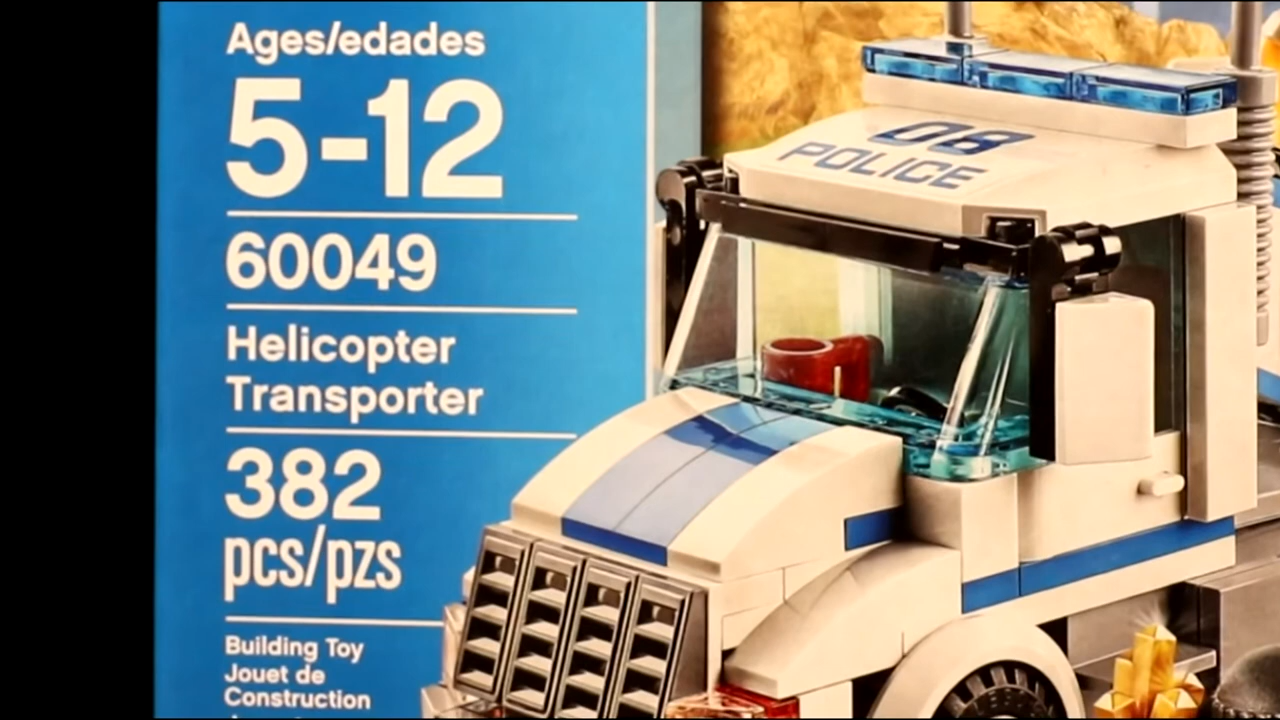 Ages/edades
5-12
60049
Helicopter
Transporter
382
pcs/pzs
Building Toy
Jouet de
Construction
08
POLICE